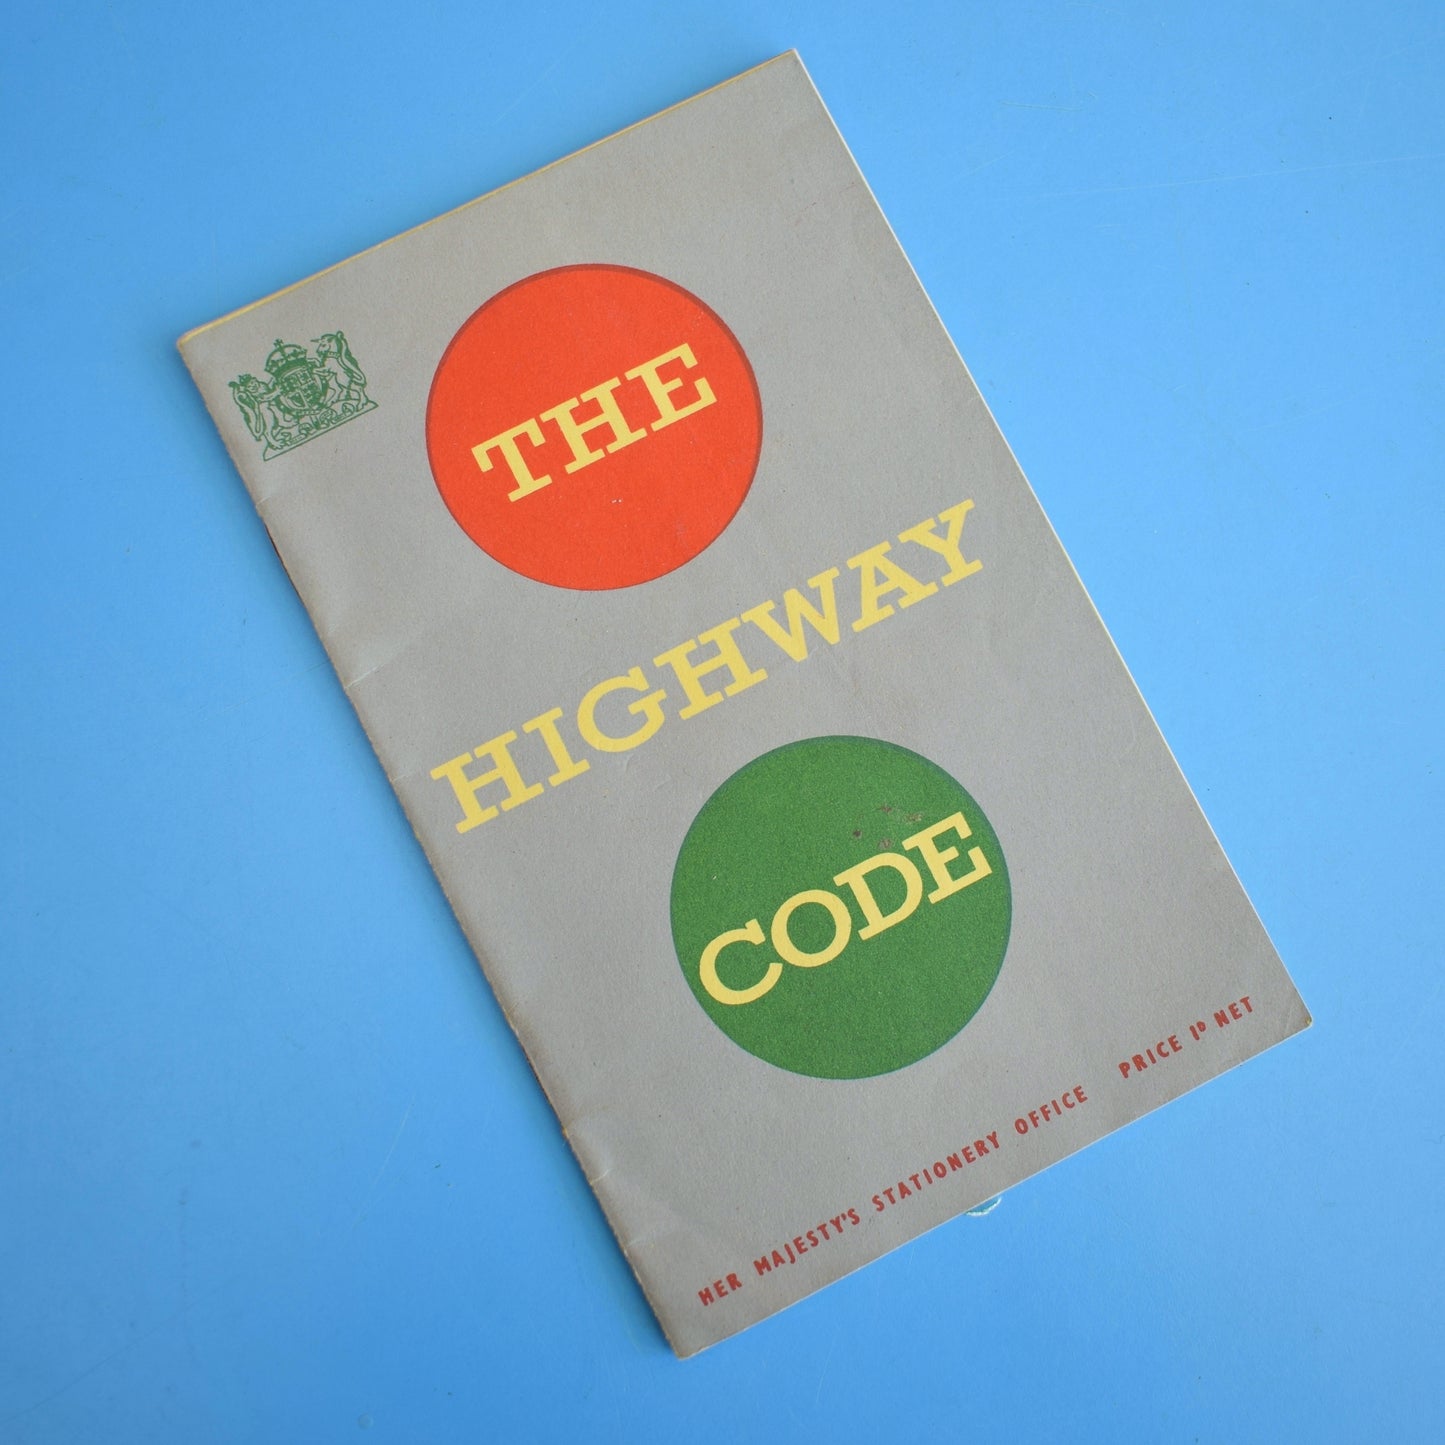 THE
HIGHWAY
CODE
HER MAJESTY'S STATIONERY OFFICE PRICE 1D NET